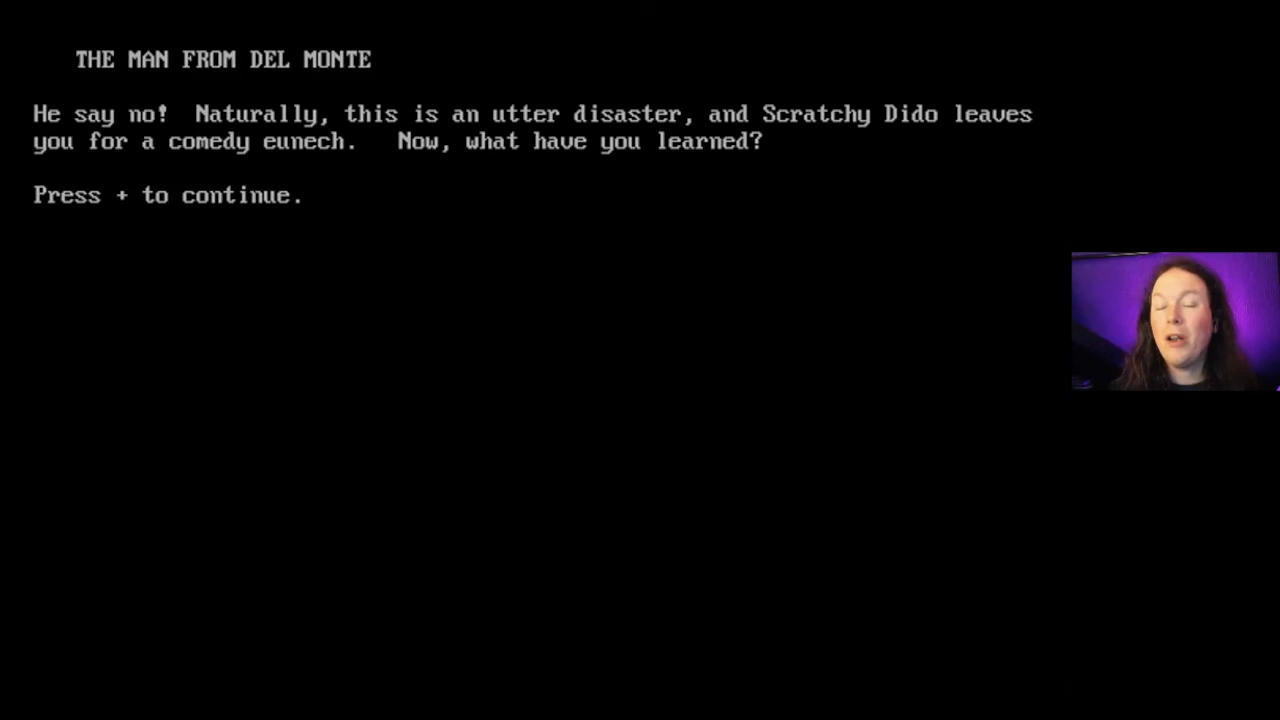 THE MAN FROM DEL MONTE
He say no! Naturally, this is an utter disaster, and Scratchy Dido leaves
you for a comedy eunech. Now, what have you learned?
Press + to continue.